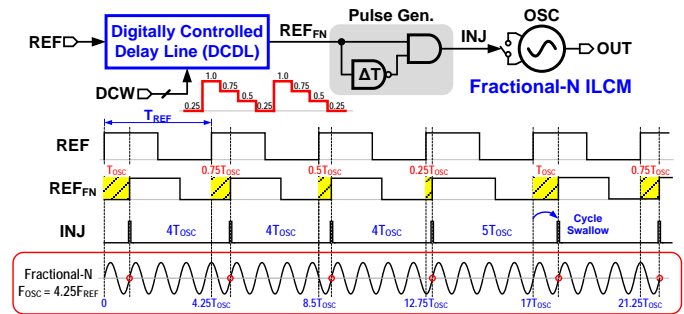 Digitally Controlled
Delay Line (DCDL)
REF
REF_FN
Pulse Gen.
ΔT
INJ
OSC
OUT
Fractional-N ILCM
DCW
0.25 1.0 0.75 0.5 0.25 1.0 0.75 0.5 0.25
T_REF
REF
T_OSC 0.75T_OSC 0.5T_OSC 0.25T_OSC T_OSC 0.75T_OSC
REF_FN
INJ
4T_OSC 4T_OSC 4T_OSC 5T_OSC
Cycle
Swallow
Fractional-N
F_OSC = 4.25F_REF
0 4.25T_OSC 8.5T_OSC 12.75T_OSC 17T_OSC 21.25T_OSC